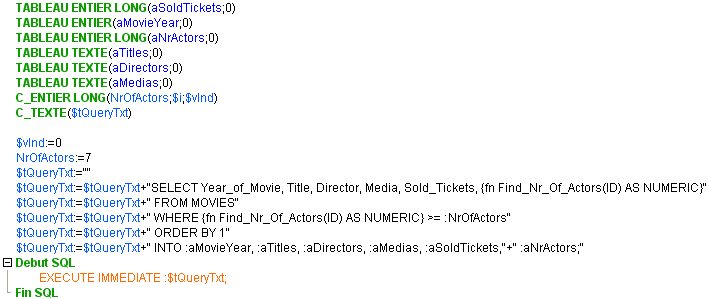 TABLEAU ENTIER LONG(aSoldTickets;0)
TABLEAU ENTIER(aMovieYear;0)
TABLEAU ENTIER LONG(aNrActors;0)
TABLEAU TEXTE(aTitles;0)
TABLEAU TEXTE(aDirectors;0)
TABLEAU TEXTE(aMedias;0)
C_ENTIER LONG(NrOfActors;$i;$vInd)
C_TEXTE($tQueryTxt)
$vInd:=0
NrOfActors:=7
$tQueryTxt:=""
$tQueryTxt:=$tQueryTxt+"SELECT Year_of_Movie, Title, Director, Media, Sold_Tickets, {fn Find_Nr_Of_Actors(ID) AS NUMERIC}"
$tQueryTxt:=$tQueryTxt+" FROM MOVIES"
$tQueryTxt:=$tQueryTxt+" WHERE {fn Find_Nr_Of_Actors(ID) AS NUMERIC} >= :NrOfActors"
$tQueryTxt:=$tQueryTxt+" ORDER BY 1"
$tQueryTxt:=$tQueryTxt+" INTO :aMovieYear, :aTitles, :aDirectors, :aMedias, :aSoldTickets,"+" :aNrActors;"
Debut SQL
EXECUTE IMMEDIATE :$tQueryTxt;
Fin SQL